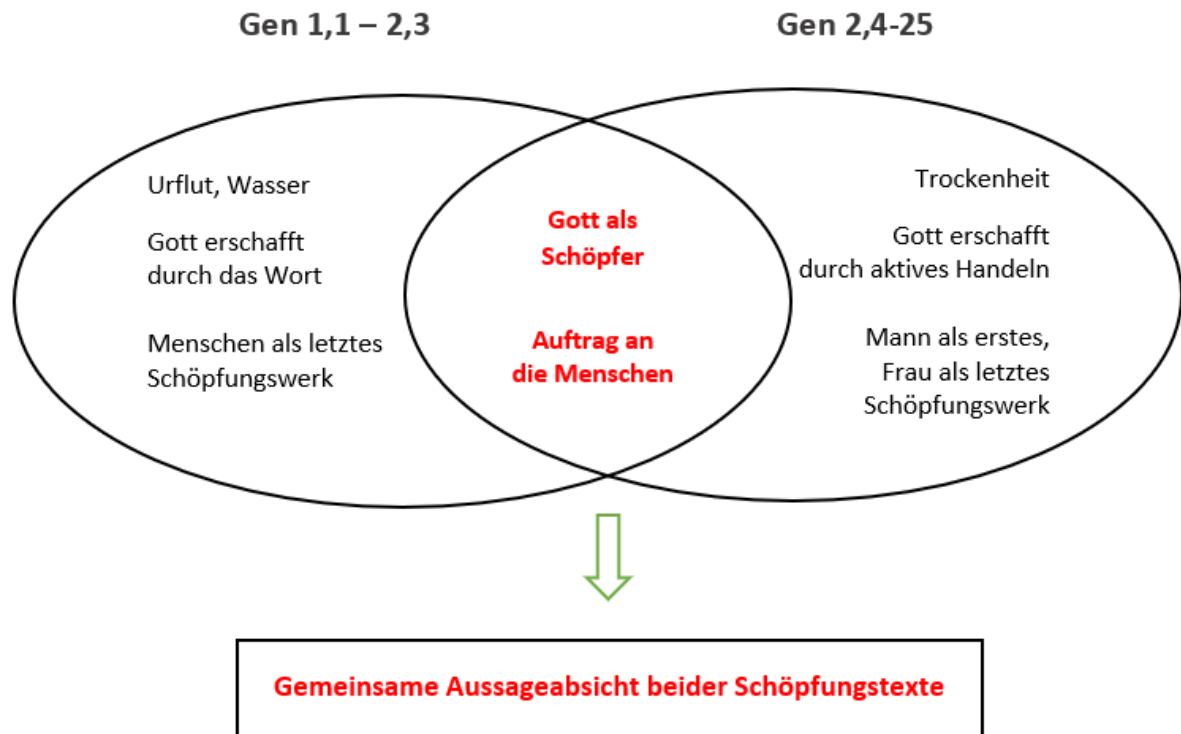 Gen 1,1 – 2,3
Gen 2,4-25
Urflut, Wasser
Gott erschafft
durch das Wort
Menschen als letztes
Schöpfungswerk
Gott als
Schöpfer
Auftrag an
die Menschen
Trockenheit
Gott erschafft
durch aktives Handeln
Mann als erstes,
Frau als letztes
Schöpfungswerk
Gemeinsame Aussageabsicht beider Schöpfungstexte